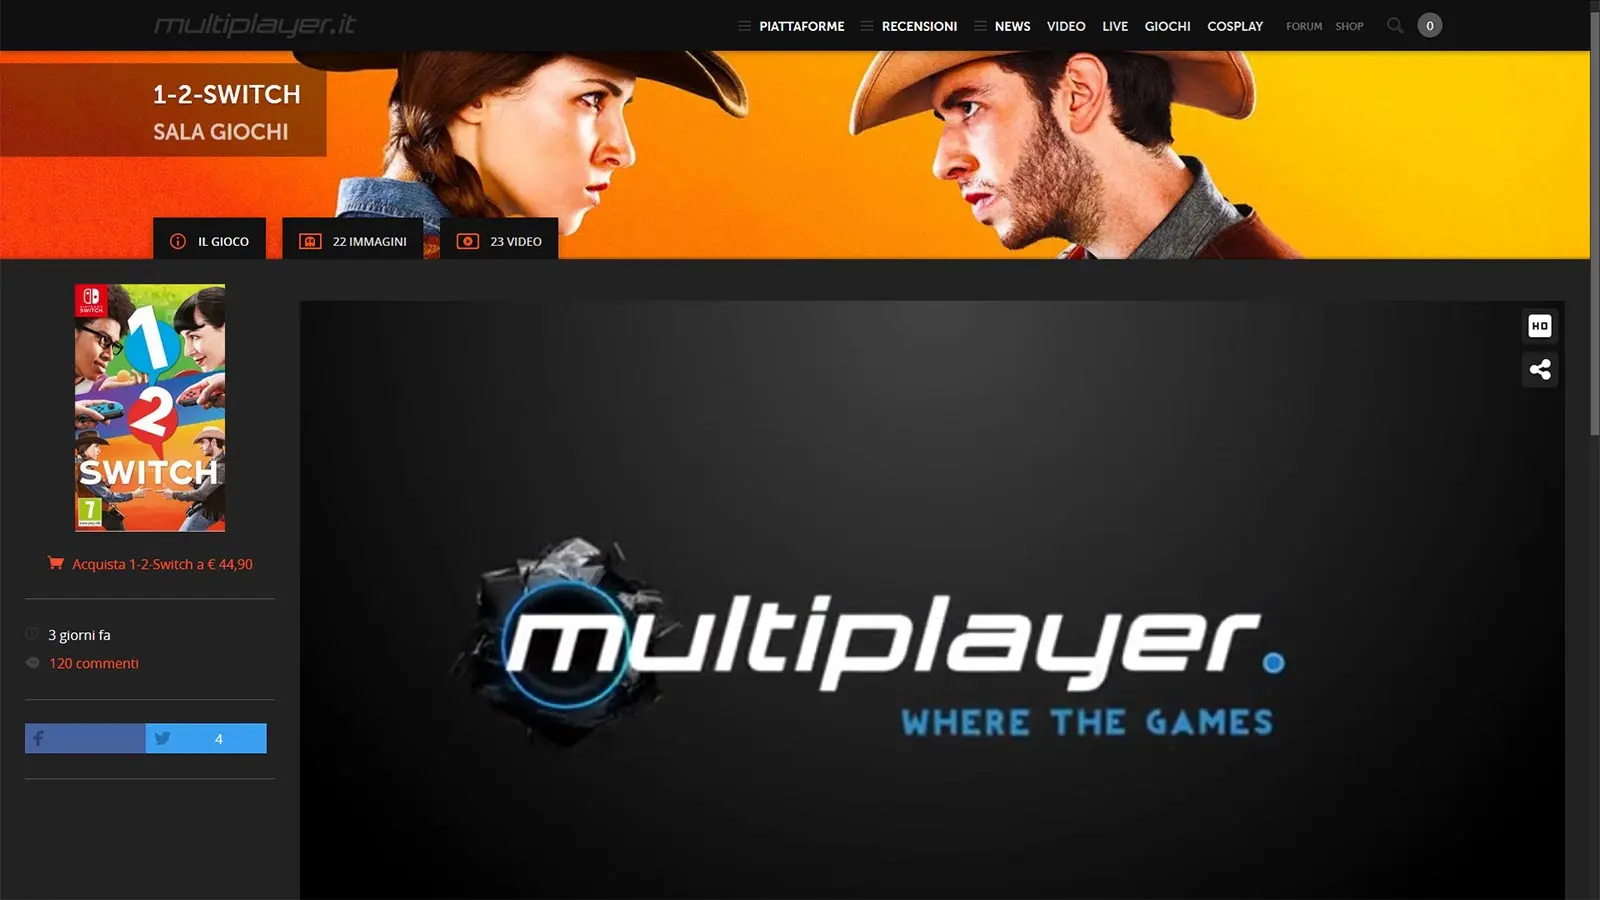 multiplayer.it
PIATTAFORME RECENSIONI NEWS VIDEO LIVE GIOCHI COSPLAY FORUM SHOP 0
1-2-SWITCH
SALA GIOCHI
IL GIOCO 22 IMMAGINI 23 VIDEO
HD
SWITCH
1
2
SWITCH
7
Acquista 1-2-Switch a € 44,90
3 giorni fa
120 commenti
4
multiplayer.
WHERE THE GAMES